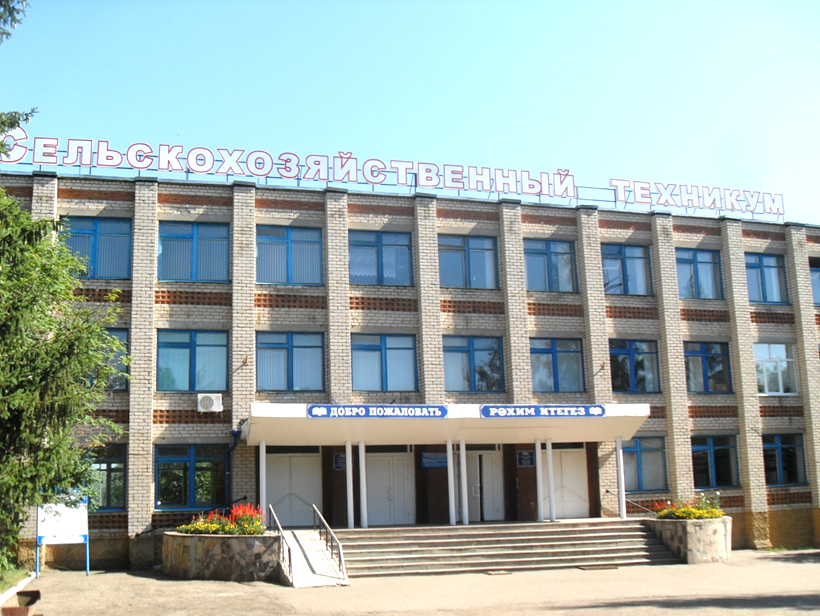 Сельскохозяйственный техникум
ДОБРО ПОЖАЛОВАТЬ
РӘХИМ ИТЕГЕЗ